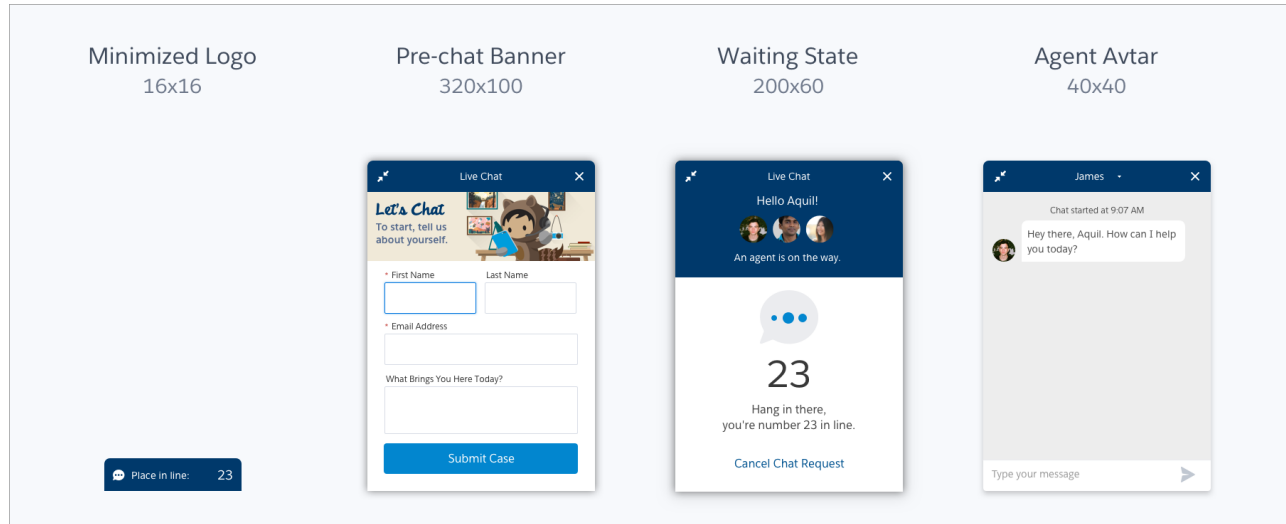 Minimized Logo
16x16
Place in line: 23
Pre-chat Banner
320x100
Live Chat
Let's Chat
To start, tell us
about yourself.
* First Name
Last Name
* Email Address
What Brings You Here Today?
Submit Case
Waiting State
200x60
Live Chat
Hello Aquil!
An agent is on the way.
23
Hang in there,
you're number 23 in line.
Cancel Chat Request
Agent Avtar
40x40
James
Chat started at 9:07 AM
Hey there, Aquil. How can I help
you today?
Type your message